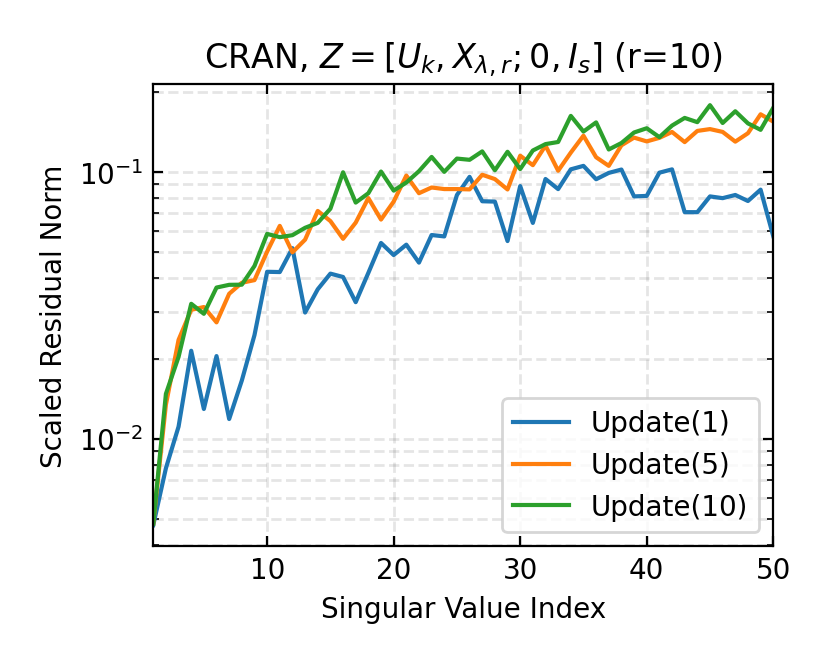 CRAN, $Z = [U_k, X_{\lambda,r}; 0, I_s]$ (r=10)
Scaled Residual Norm
10⁻¹
10⁻²
Update(1)
Update(5)
Update(10)
10 20 30 40 50
Singular Value Index